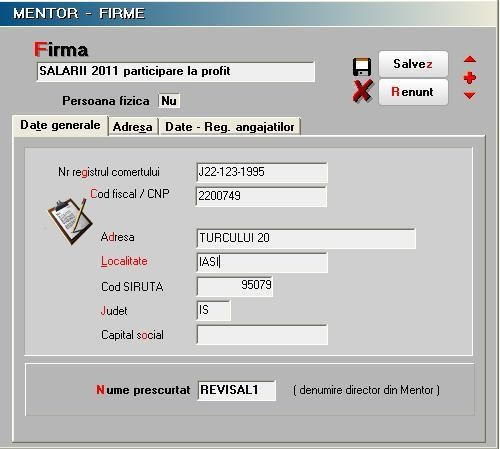 MENTOR - FIRME
Firma
SALARII 2011 participare la profit
Salvez
Renunt
Persoana fizica Nu
Date generale Adresa Date - Reg. angajatilor
Nr registrul comertului J22-123-1995
Cod fiscal / CNP 2200749
Adresa TURCULUI 20
Localitate IASI
Cod SIRUTA 95079
Judet IS
Capital social
Nume prescurtat REVISAL1 ( denumire director din Mentor )